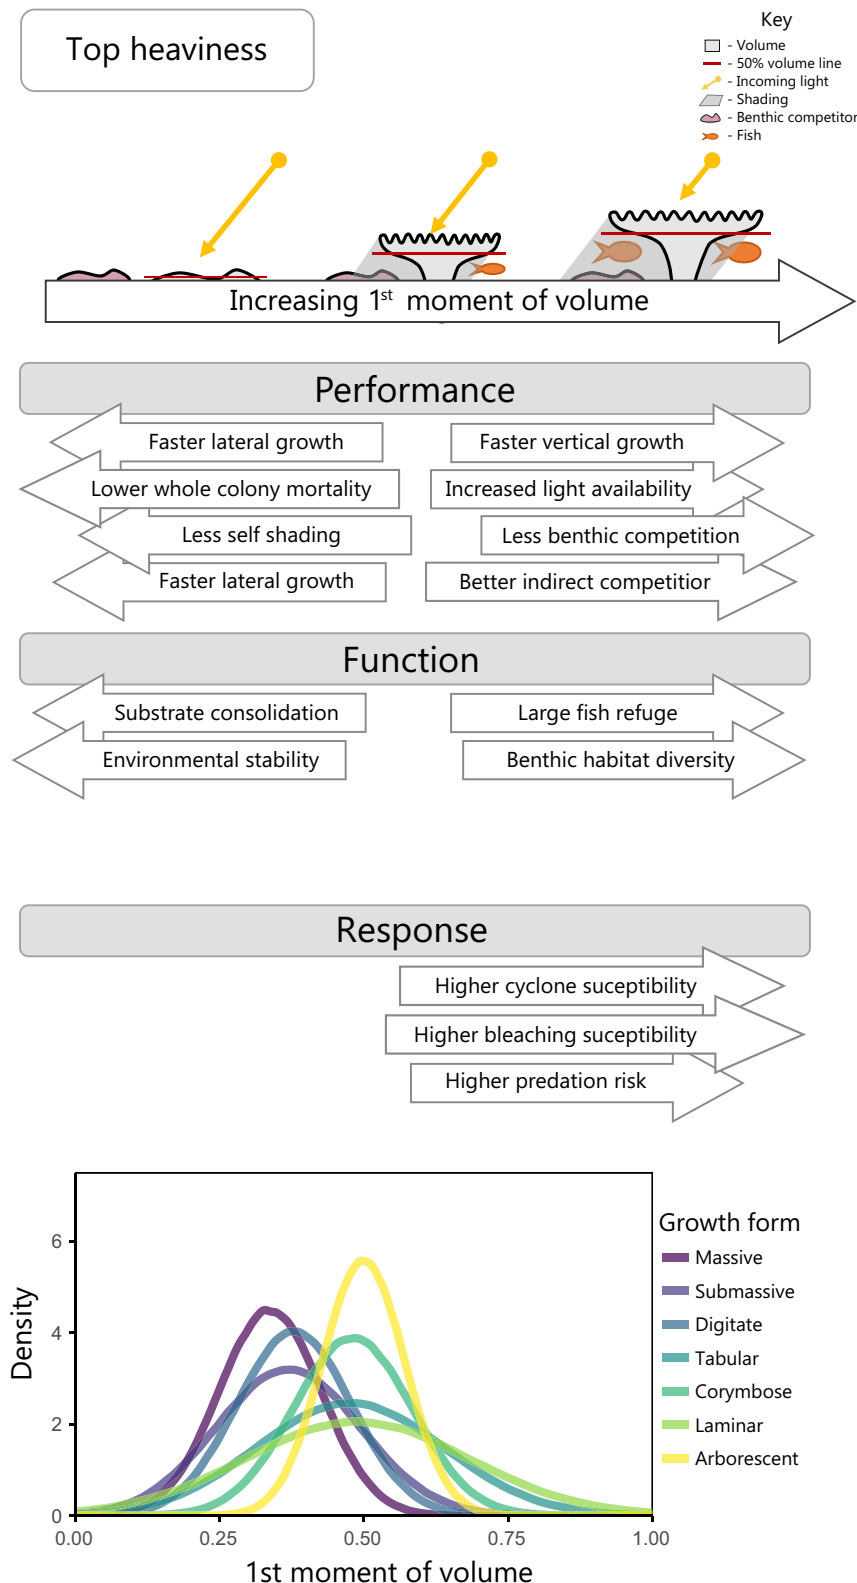 Top heaviness
Key
- Volume
- 50% volume line
- Incoming light
- Shading
- Benthic competitor
- Fish
Increasing 1st moment of volume
Performance
Faster lateral growth
Faster vertical growth
Lower whole colony mortality
Increased light availability
Less self shading
Less benthic competition
Faster lateral growth
Better indirect competitior
Function
Substrate consolidation
Large fish refuge
Environmental stability
Benthic habitat diversity
Response
Higher cyclone suceptibility
Higher bleaching suceptibility
Higher predation risk
Density
6
4
2
0
0.00
0.25
0.50
0.75
1.00
1st moment of volume
Growth form
Massive
Submassive
Digitate
Tabular
Corymbose
Laminar
Arborescent